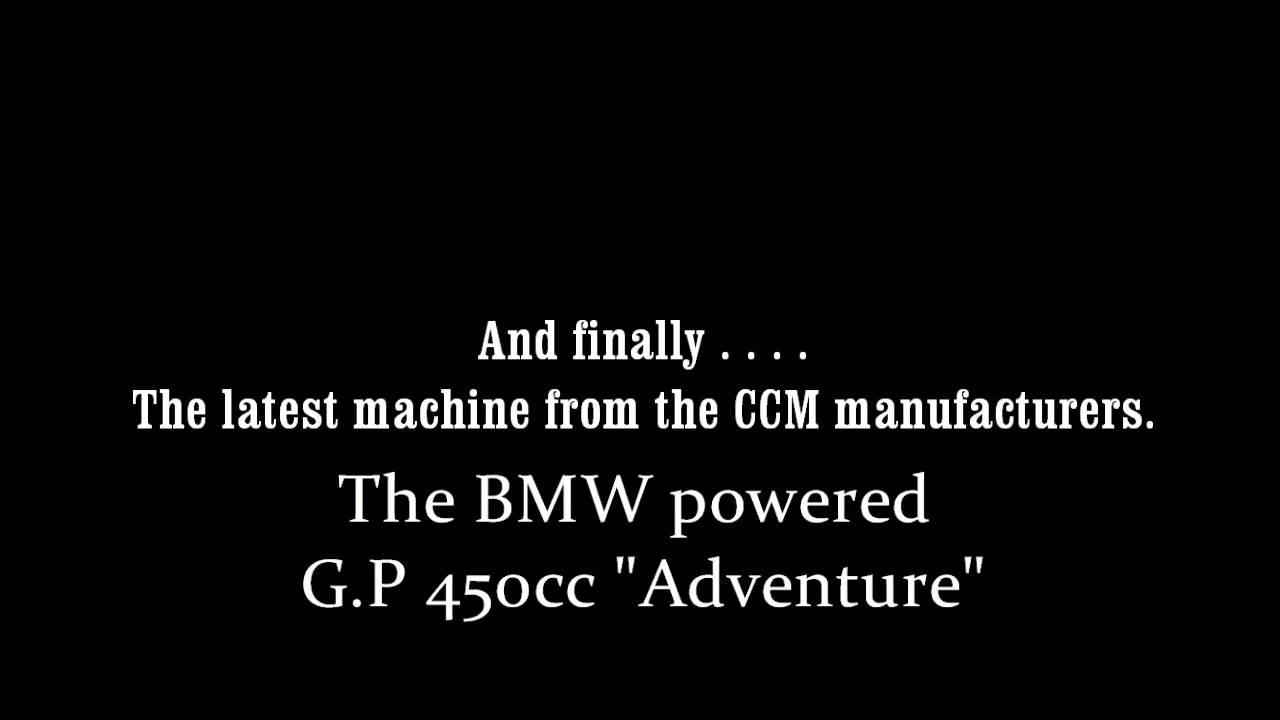 And finally . . . .
The latest machine from the CCM manufacturers.
The BMW powered
G.P 450cc "Adventure"